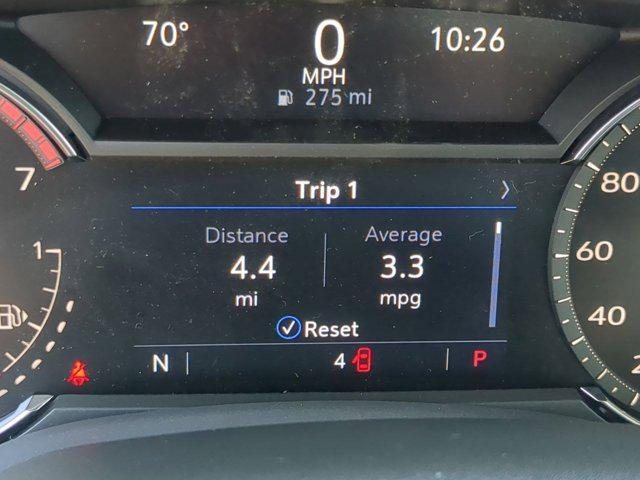 70° 0 10:26
MPH
275 mi
Trip 1
Distance Average
4.4 3.3
mi mpg
Reset
N 4 P
7
1
80
60
40
2